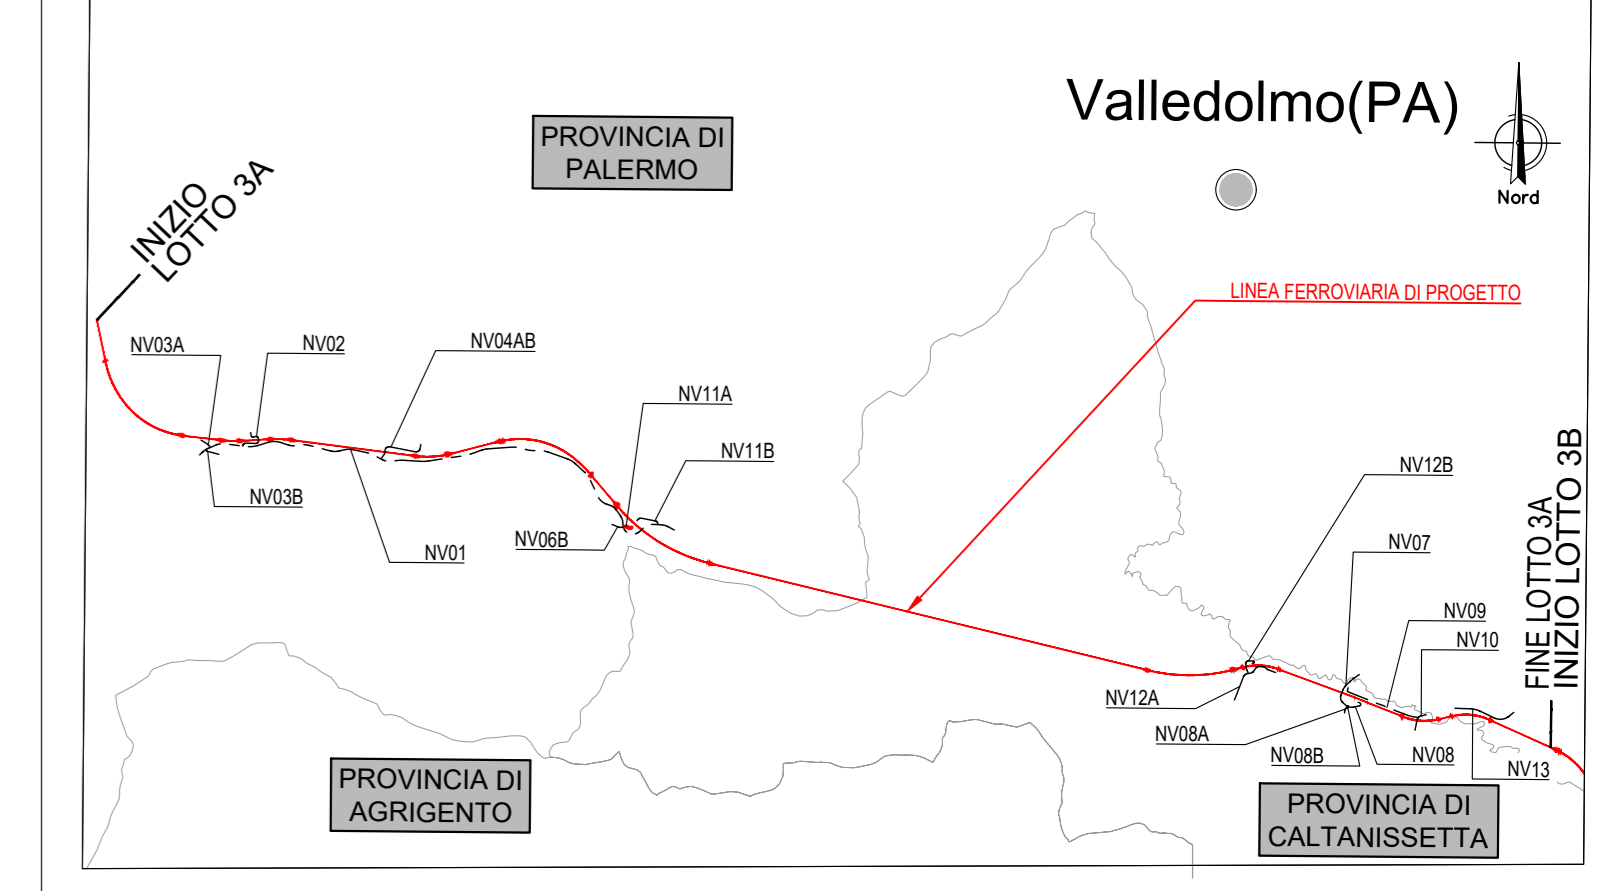 Valledolmo(PA)
Nord
PROVINCIA DI
PALERMO
INIZIO
LOTTO 3A
LINEA FERROVIARIA DI PROGETTO
NV03A
NV02
NV04AB
NV11A
NV11B
NV03B
NV01
NV06B
NV12B
NV07
NV09
NV10
FINE LOTTO 3A
INIZIO LOTTO 3B
NV12A
NV08A
NV08B
NV08
NV13
PROVINCIA DI
AGRIGENTO
PROVINCIA DI
CALTANISSETTA